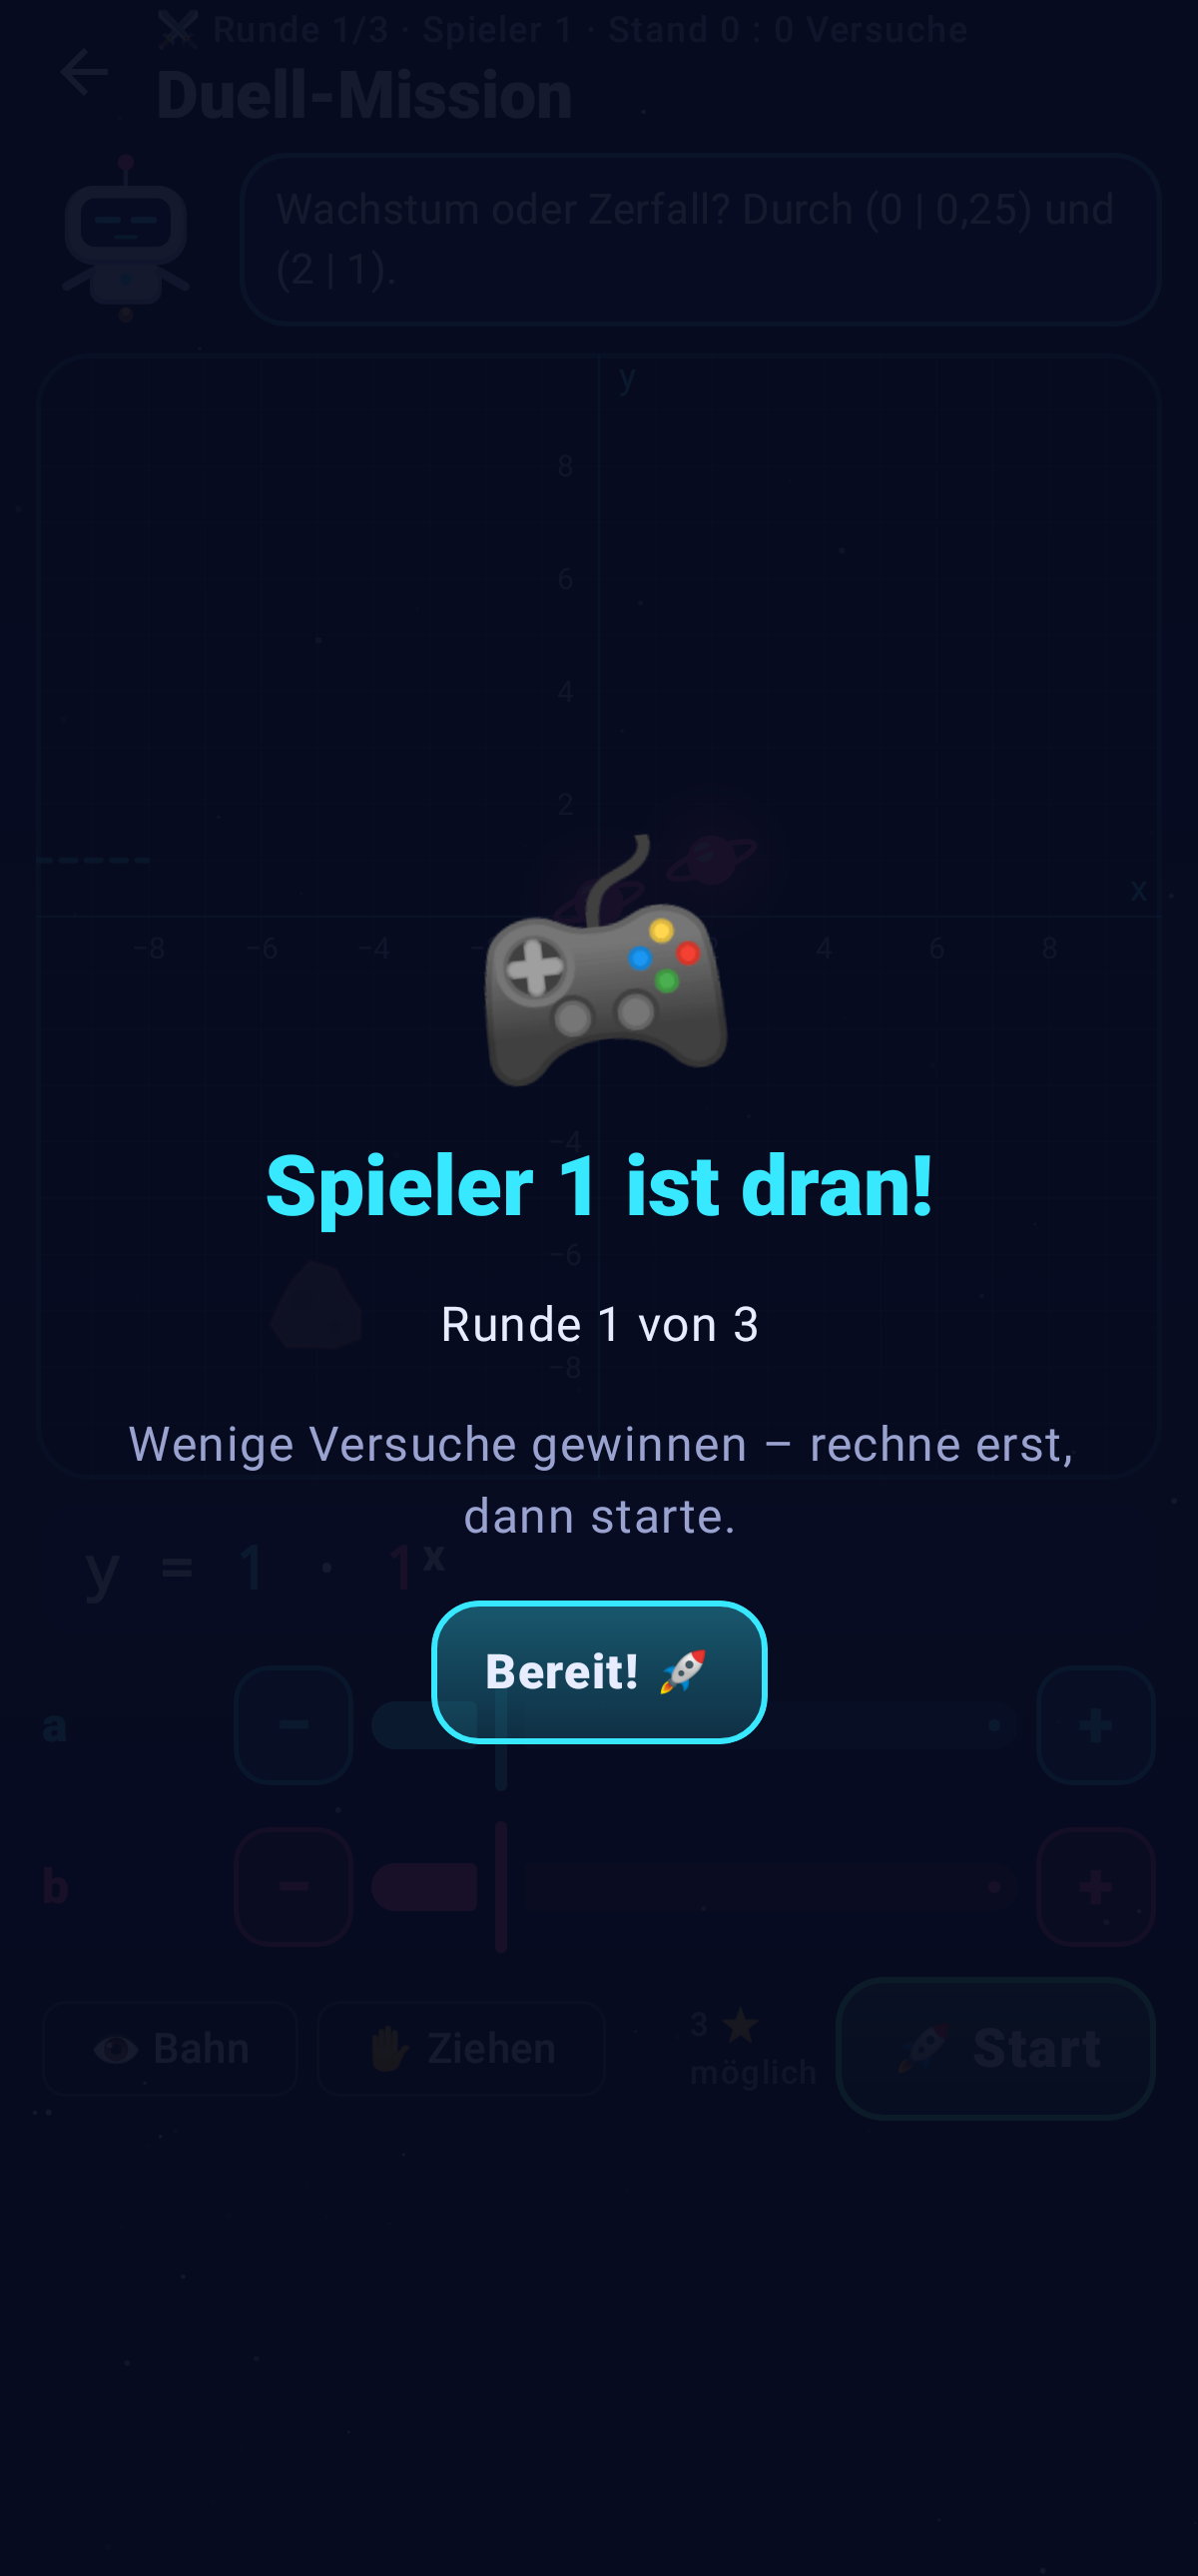 ⚔ Runde 1/3 · Spieler 1 · Stand 0 : 0 Versuche
Duell-Mission
Wachstum oder Zerfall? Durch (0 | 0,25) und
(2 | 1).
y
8
6
4
2
x
−8 −6 −4 4 6 8
−4
Spieler 1 ist dran!
−6
Runde 1 von 3
−8
Wenige Versuche gewinnen – rechne erst,
dann starte.
y = 1 · 1ˣ
Bereit! 🚀
a − +
b − +
👁 Bahn ✋ Ziehen 3 ⭐ möglich 🚀 Start